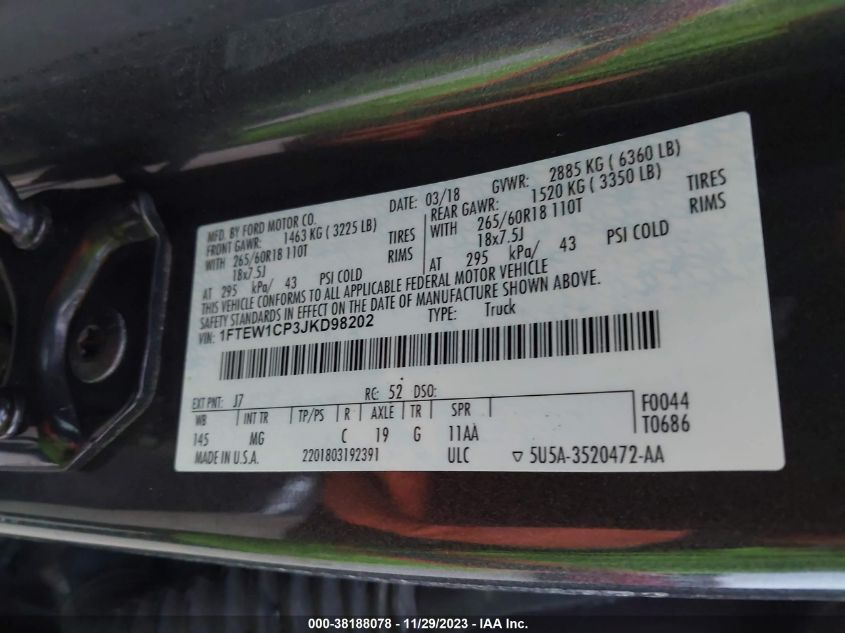 MFD. BY FORD MOTOR CO. DATE: 03/18 GVWR: 2885 KG ( 6360 LB)
FRONT GAWR: 1463 KG ( 3225 LB) REAR GAWR: 1520 KG ( 3350 LB)
WITH 265/60R18 110T TIRES 265/60R18 110T TIRES
18x7.5J RIMS WITH 18x7.5J RIMS
AT 295 kPa/ 43 PSI COLD AT 295 kPa/ 43 PSI COLD
THIS VEHICLE CONFORMS TO ALL APPLICABLE FEDERAL MOTOR VEHICLE
SAFETY STANDARDS IN EFFECT ON THE DATE OF MANUFACTURE SHOWN ABOVE.
VIN: 1FTEW1CP3JKD98202 TYPE: Truck
EXT PNT: J7 RC: 52 DSO:
WB INT TR TP/PS R AXLE TR SPR F0044
145 MG C 19 G 11AA T0686
MADE IN U.S.A. 2201803192391 ULC ▽ 5U5A-3520472-AA
000-38188078 - 11/29/2023 - IAA Inc.